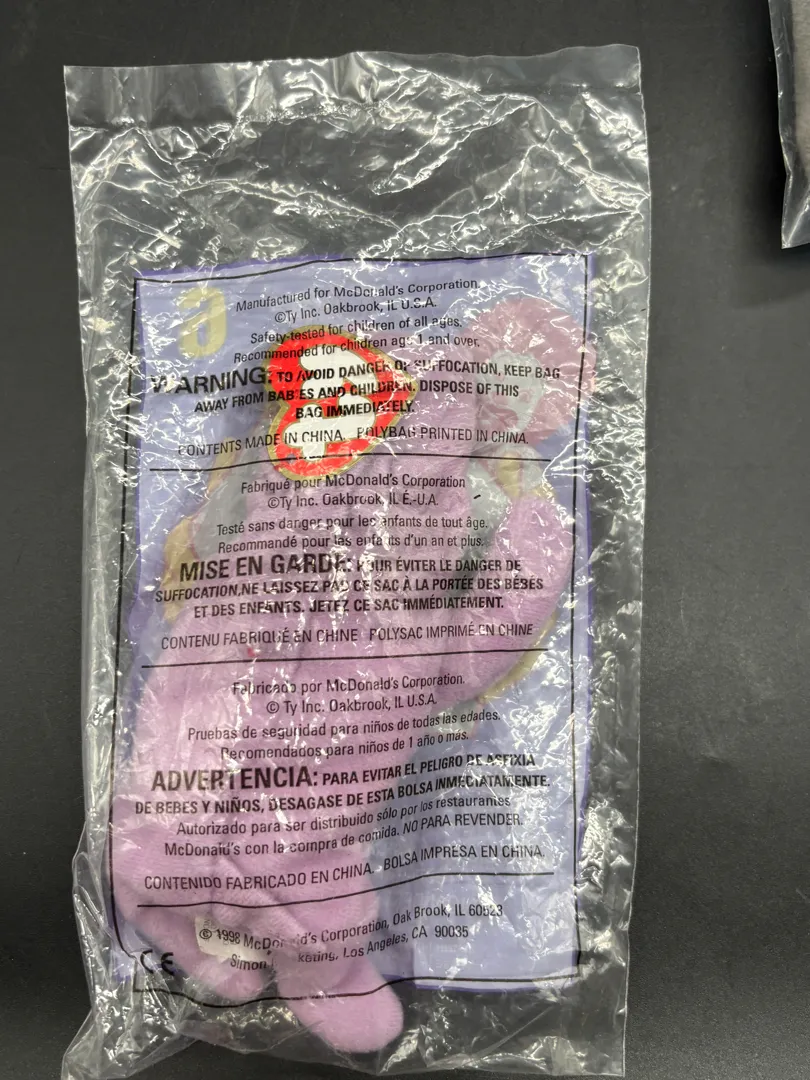 Manufactured for McDonald's Corporation.
©Ty Inc. Oakbrook, IL U.S.A.
Safety-tested for children of all ages.
Recommended for children age 1 and over.
WARNING: TO AVOID DANGER OF SUFFOCATION, KEEP BAG
AWAY FROM BABIES AND CHILDREN. DISPOSE OF THIS
BAG IMMEDIATELY.
CONTENTS MADE IN CHINA. POLYBAG PRINTED IN CHINA.
Fabriqué pour McDonald's Corporation
©Ty Inc. Oakbrook, IL É.-U.A.
Testé sans danger pour les enfants de tout âge.
Recommandé pour les enfants d'un an et plus.
MISE EN GARDE: POUR ÉVITER LE DANGER DE
SUFFOCATION,NE LAISSEZ PAS CE SAC À LA PORTÉE DES BÉBÉS
ET DES ENFANTS. JETEZ CE SAC IMMÉDIATEMENT.
CONTENU FABRIQUÉ EN CHINE POLYSAC IMPRIMÉ EN CHINE
Fabricado por McDonald's Corporation.
© Ty Inc. Oakbrook, IL U.S.A.
Pruebas de seguridad para niños de todas las edades.
Recomendados para niños de 1 año o más.
ADVERTENCIA: PARA EVITAR EL PELIGRO DE ASFIXIA
DE BEBES Y NIÑOS, DESAGASE DE ESTA BOLSA INMEDIATAMENTE.
Autorizado para ser distribuido sólo por los restaurantes
McDonald's con la compra de comida. NO PARA REVENDER.
CONTENIDO FABRICADO EN CHINA. BOLSA IMPRESA EN CHINA.
© 1998 McDonald's Corporation, Oak Brook, IL 60523
Simon Los Angeles, CA 90035
CE